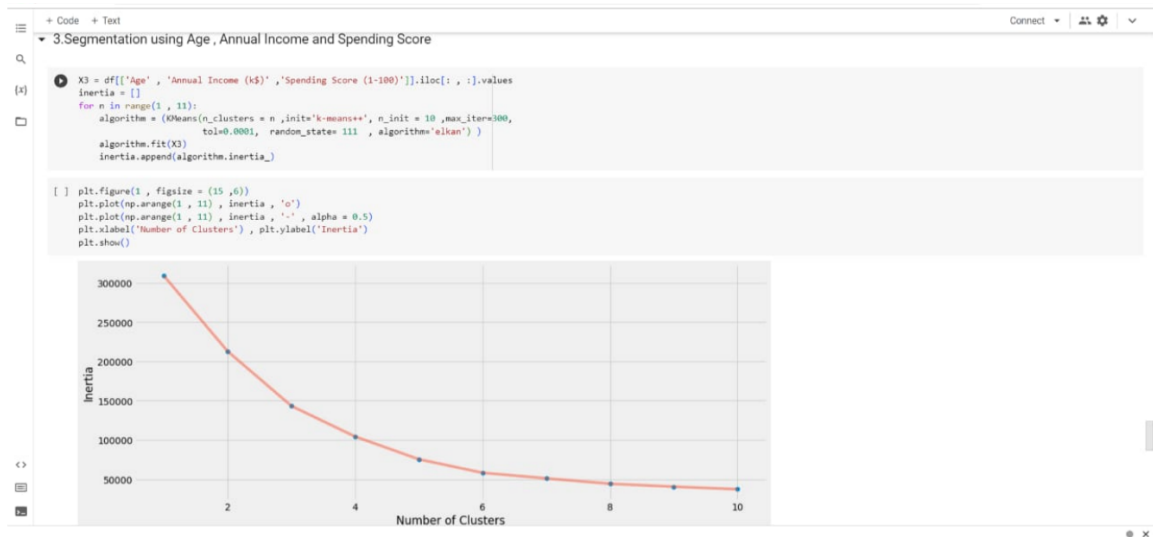 + Code + Text
Connect
3.Segmentation using Age , Annual Income and Spending Score
{x}
X3 = df[['Age' , 'Annual Income (k$)' ,'Spending Score (1-100)']].iloc[: , :].values
inertia = []
for n in range(1 , 11):
    algorithm = (KMeans(n_clusters = n ,init='k-means++', n_init = 10 ,max_iter=300,
                        tol=0.0001,  random_state= 111  , algorithm='elkan') )
    algorithm.fit(X3)
    inertia.append(algorithm.inertia_)
[ ]
plt.figure(1 , figsize = (15 ,6))
plt.plot(np.arange(1 , 11) , inertia , 'o')
plt.plot(np.arange(1 , 11) , inertia , '-' , alpha = 0.5)
plt.xlabel('Number of Clusters') , plt.ylabel('Inertia')
plt.show()
300000
250000
200000
150000
100000
50000
Inertia
2 4 6 8 10
Number of Clusters